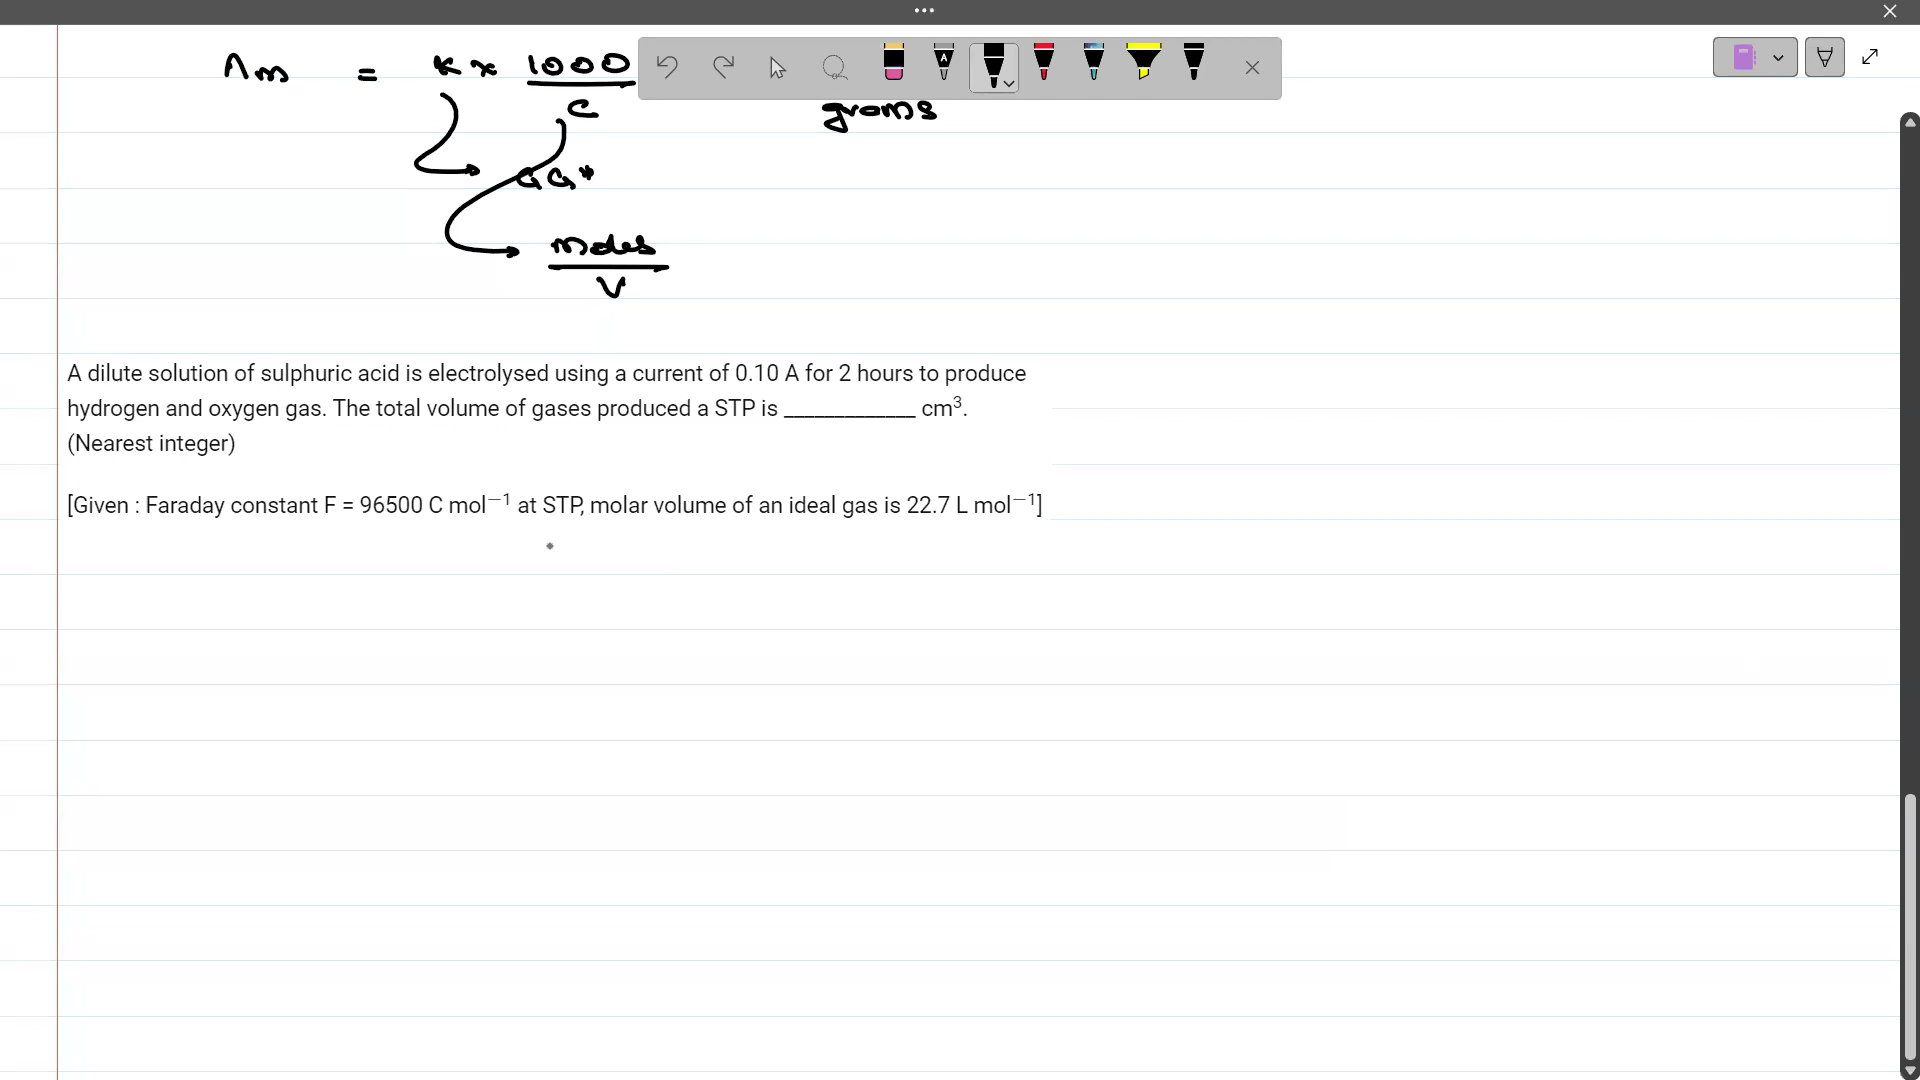 Λm = K × 1000
C
grams
G G*
moles
V
A dilute solution of sulphuric acid is electrolysed using a current of 0.10 A for 2 hours to produce
hydrogen and oxygen gas. The total volume of gases produced a STP is _____________ cm³.
(Nearest integer)
[Given : Faraday constant F = 96500 C mol⁻¹ at STP, molar volume of an ideal gas is 22.7 L mol⁻¹]